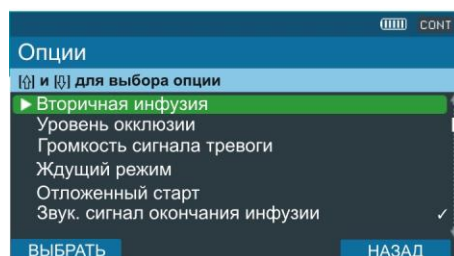 CONT
Опции
[⇧] и [⇩] для выбора опции
Вторичная инфузия
Уровень окклюзии
Громкость сигнала тревоги
Ждущий режим
Отложенный старт
Звук. сигнал окончания инфузии ✓
ВЫБРАТЬ НАЗАД